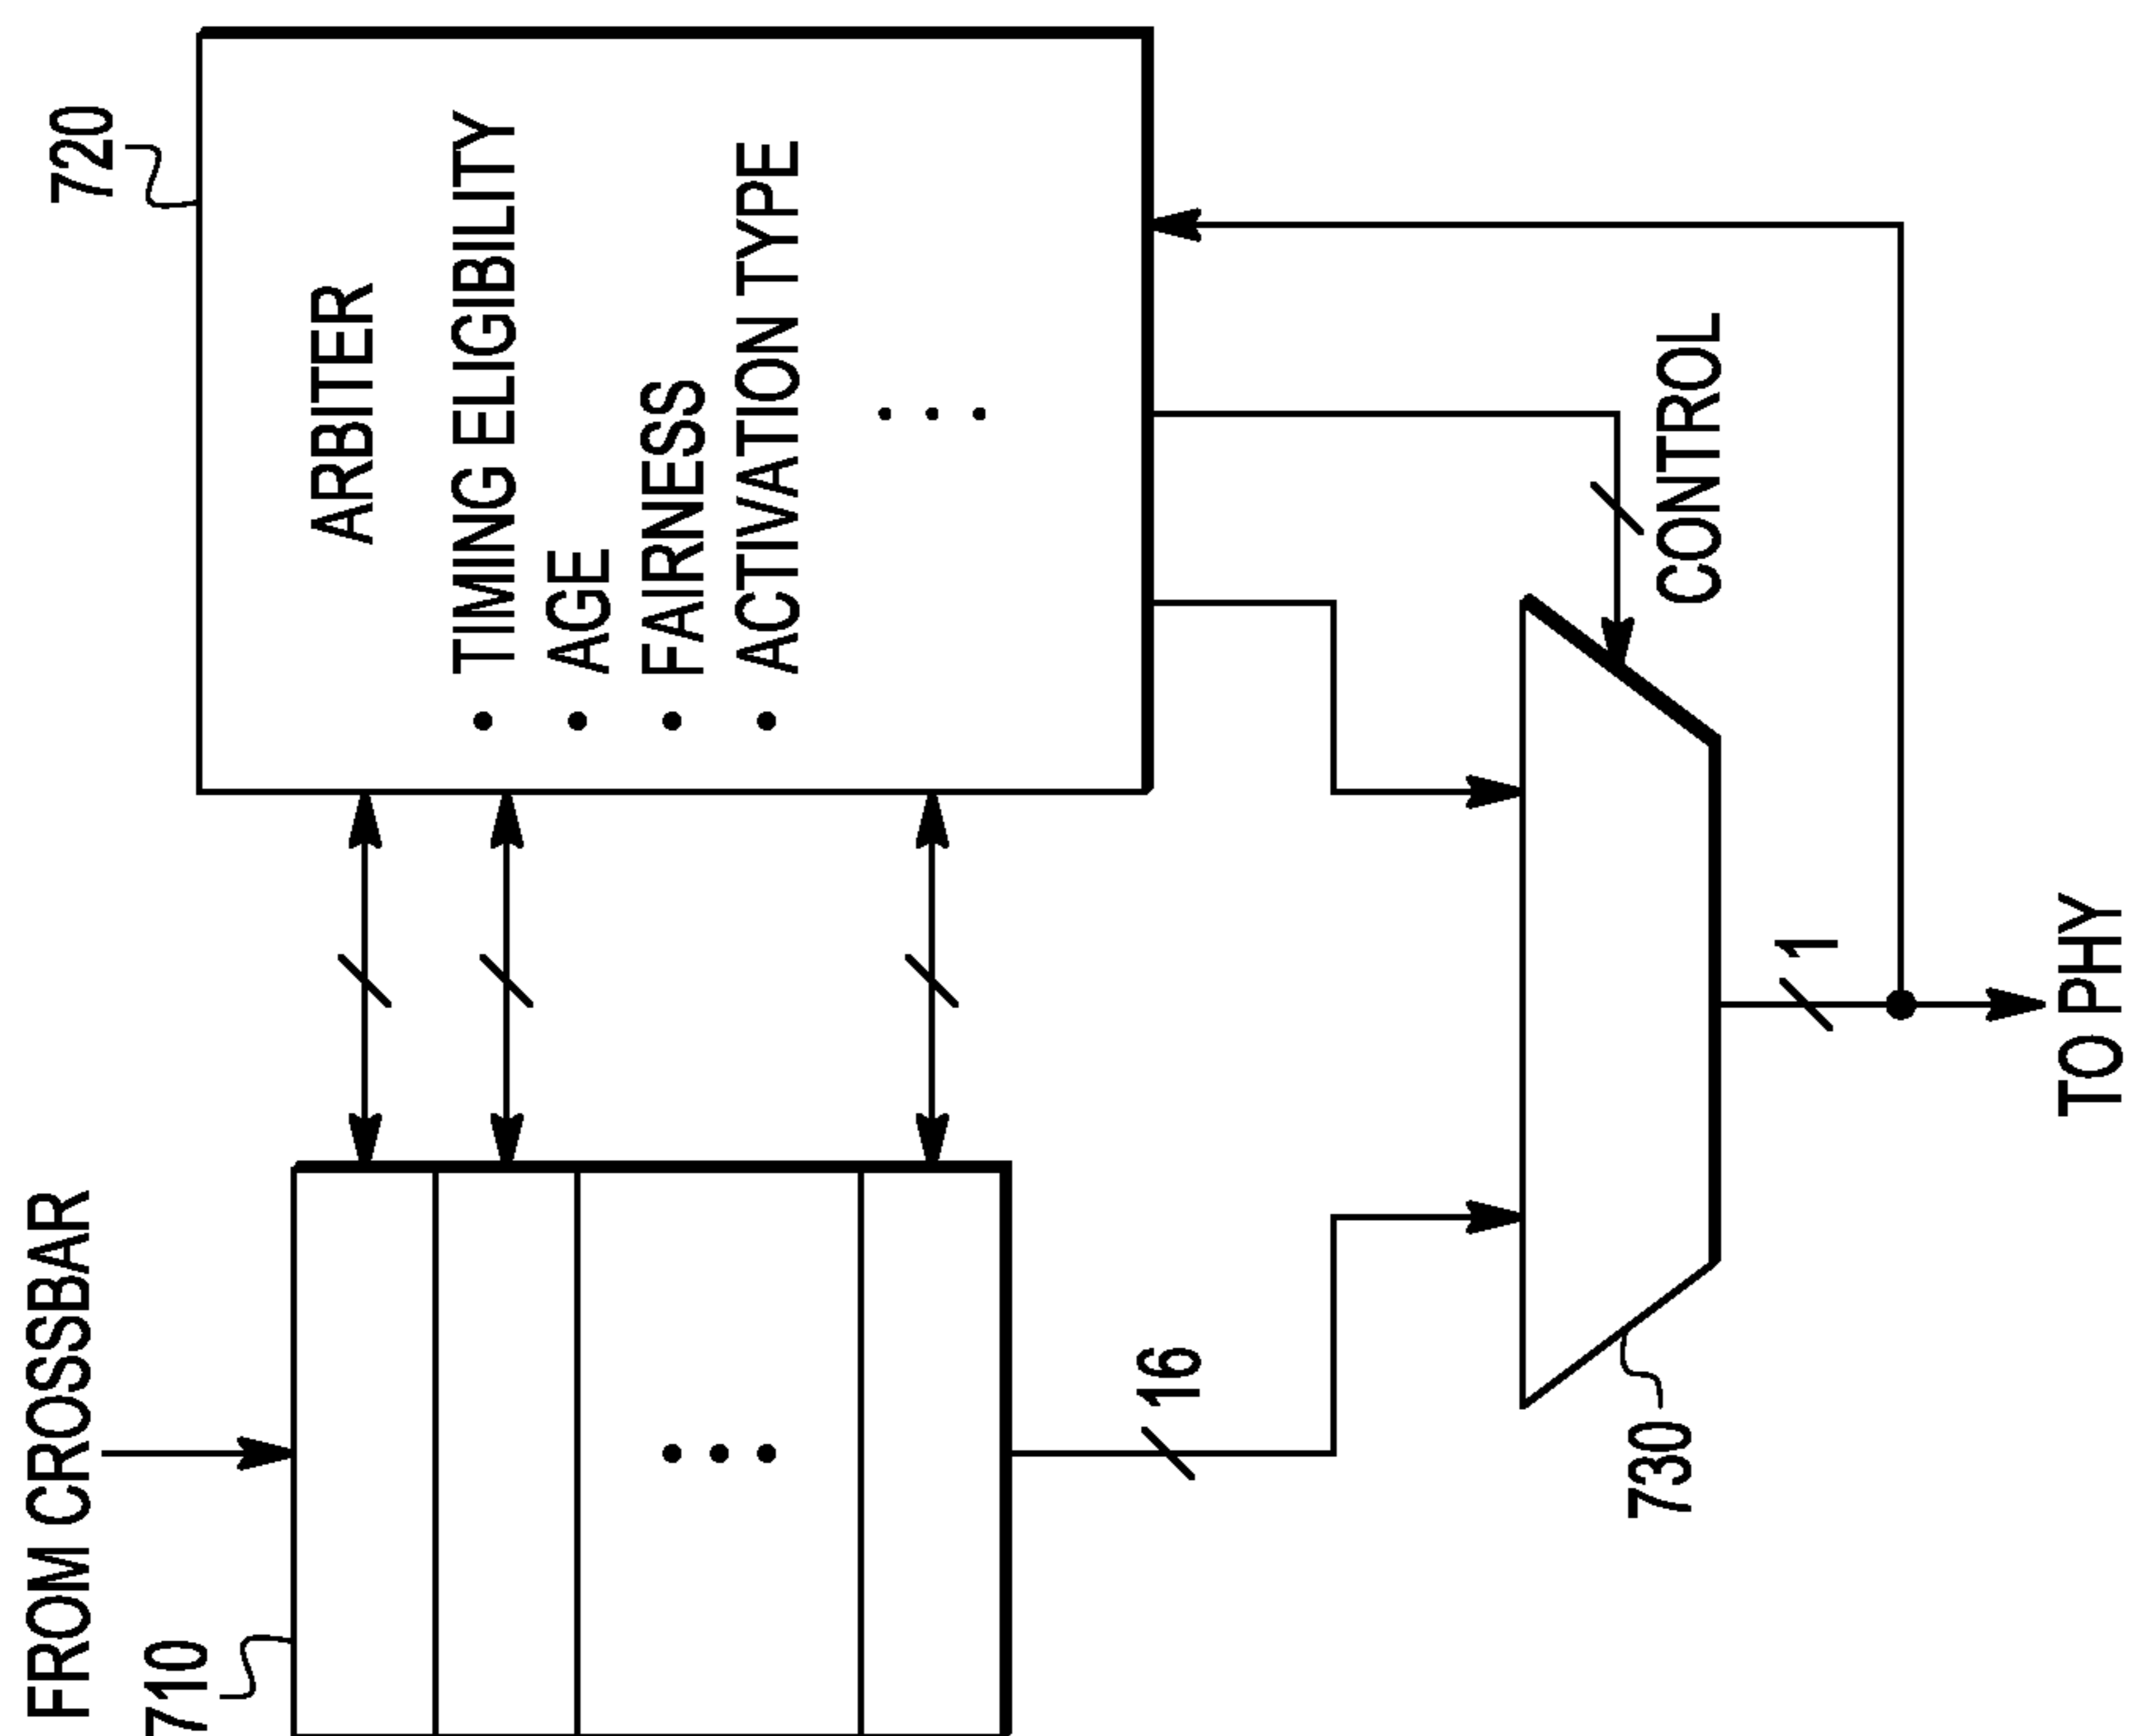 FROM CROSSBAR
710
720
ARBITER
• TIMING ELIGIBILITY
• AGE
• FAIRNESS
• ACTIVATION TYPE
16
CONTROL
730
1
TO PHY